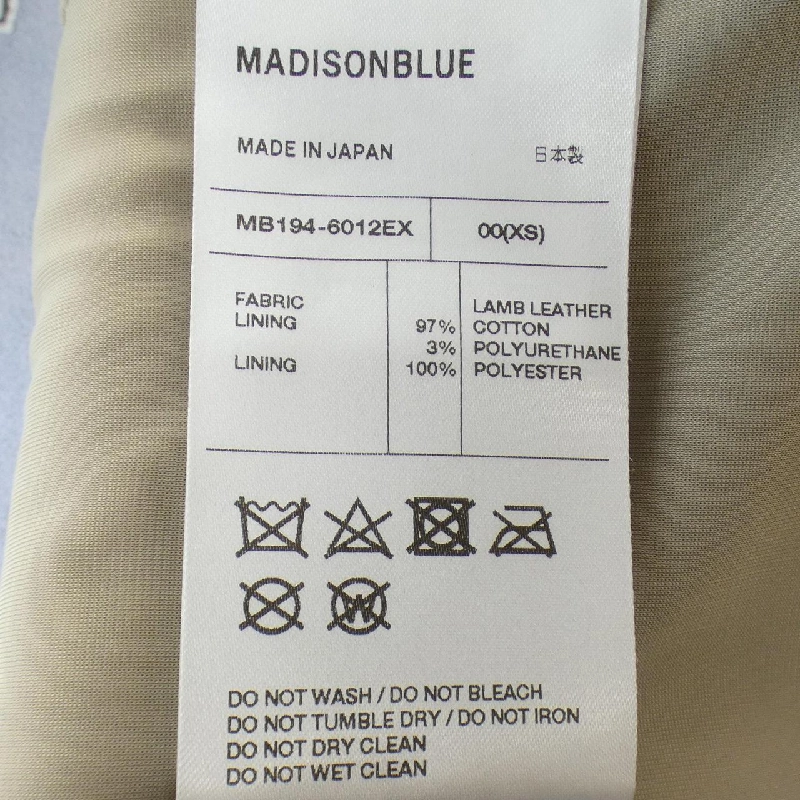 MADISONBLUE
MADE IN JAPAN 日本製
MB194-6012EX 00(XS)
FABRIC LAMB LEATHER
LINING 97% COTTON
3% POLYURETHANE
LINING 100% POLYESTER
W
DO NOT WASH / DO NOT BLEACH
DO NOT TUMBLE DRY / DO NOT IRON
DO NOT DRY CLEAN
DO NOT WET CLEAN